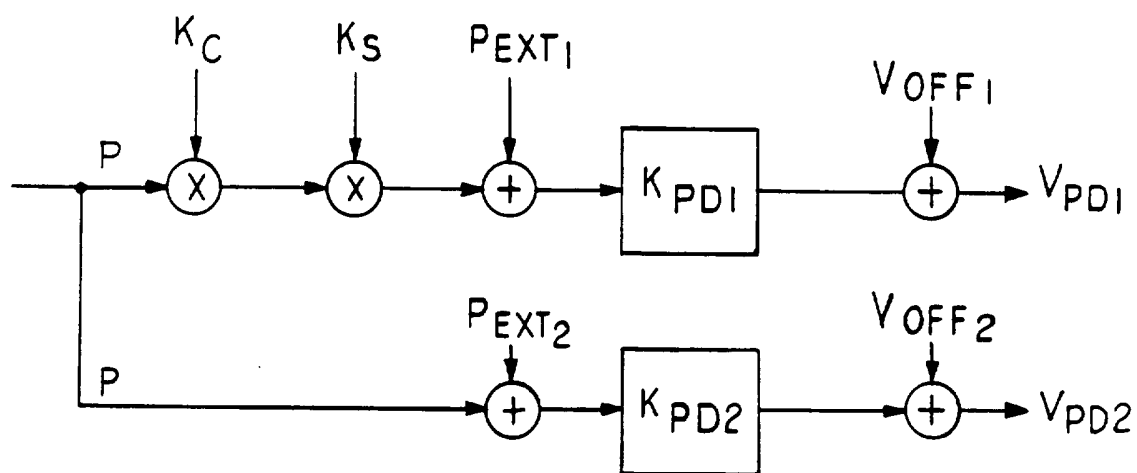 K_C
K_S
P_EXT1
V_OFF1
P
X
X
+
K_PD1
+
V_PD1
P_EXT2
V_OFF2
P
+
K_PD2
+
V_PD2